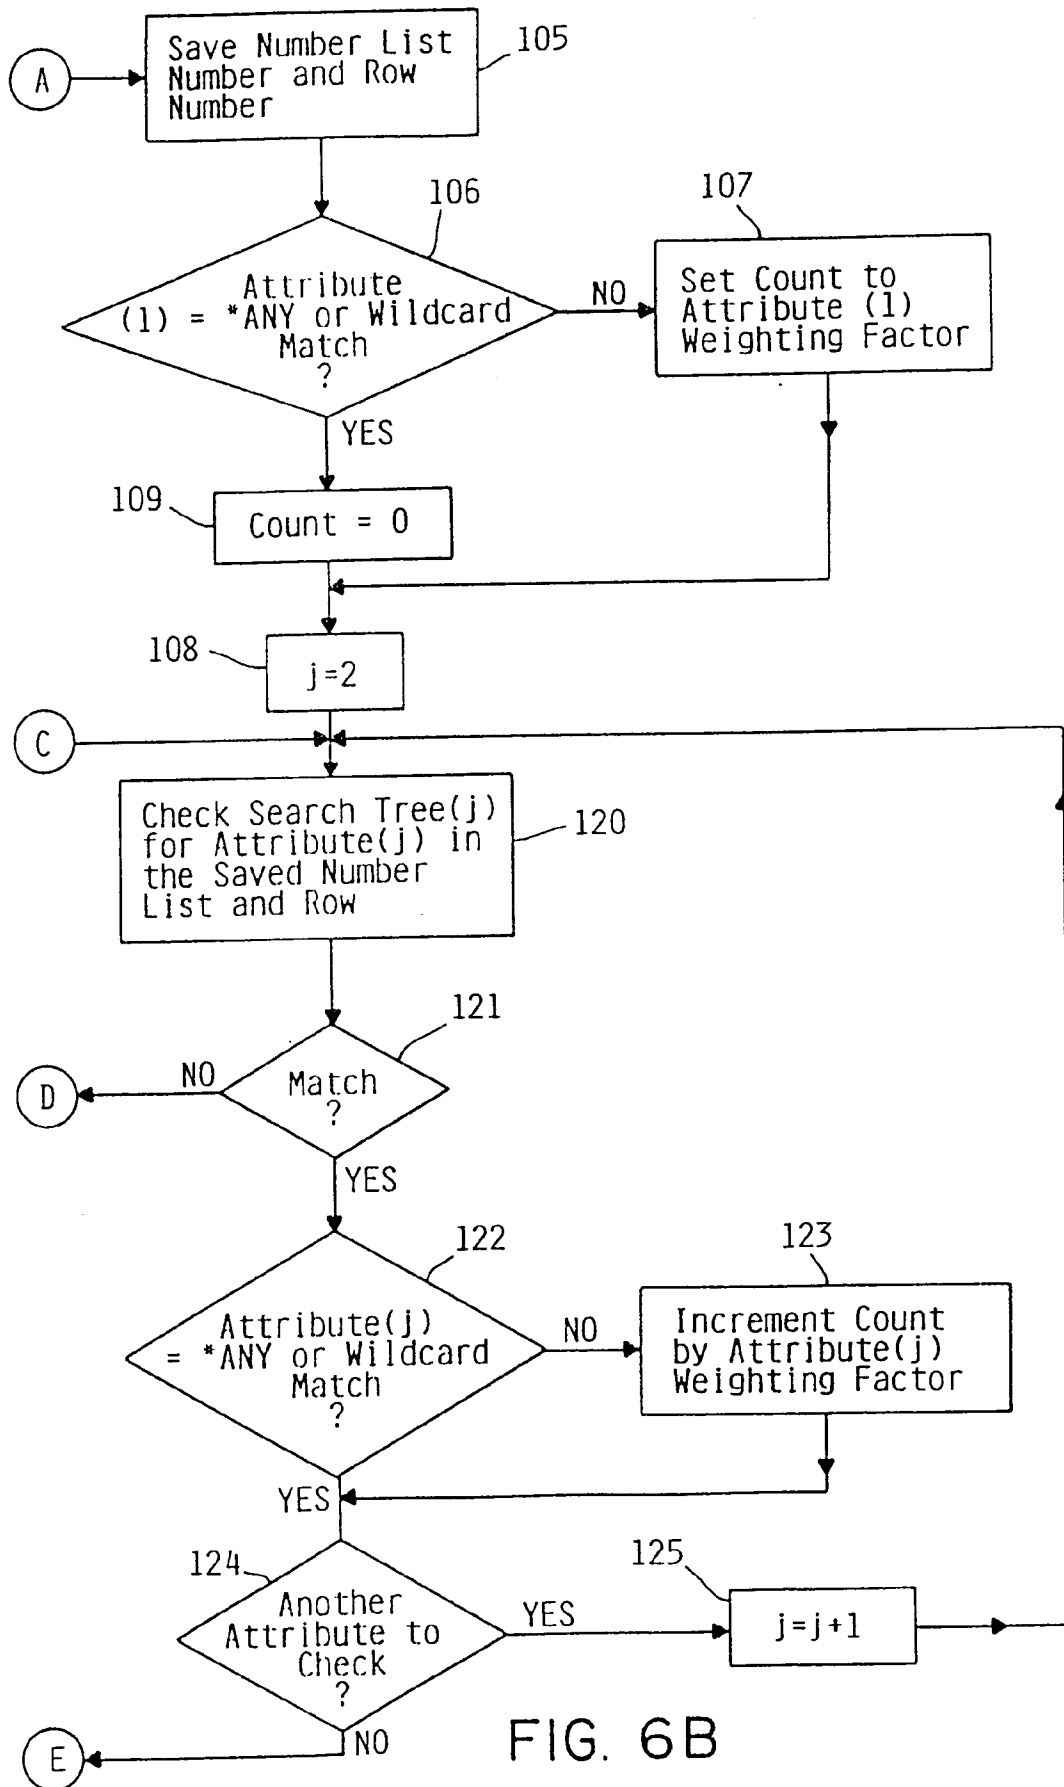 A
Save Number List
Number and Row
Number
105
106
Attribute
(1) = *ANY or Wildcard
Match
?
NO
107
Set Count to
Attribute (1)
Weighting Factor
YES
109
Count = 0
108
j=2
C
Check Search Tree(j)
for Attribute(j) in
the Saved Number
List and Row
120
121
Match
?
NO
D
YES
122
Attribute(j)
= *ANY or Wildcard
Match
?
NO
123
Increment Count
by Attribute(j)
Weighting Factor
YES
124
Another
Attribute to
Check
?
YES
125
j=j+1
NO
E
FIG. 6B